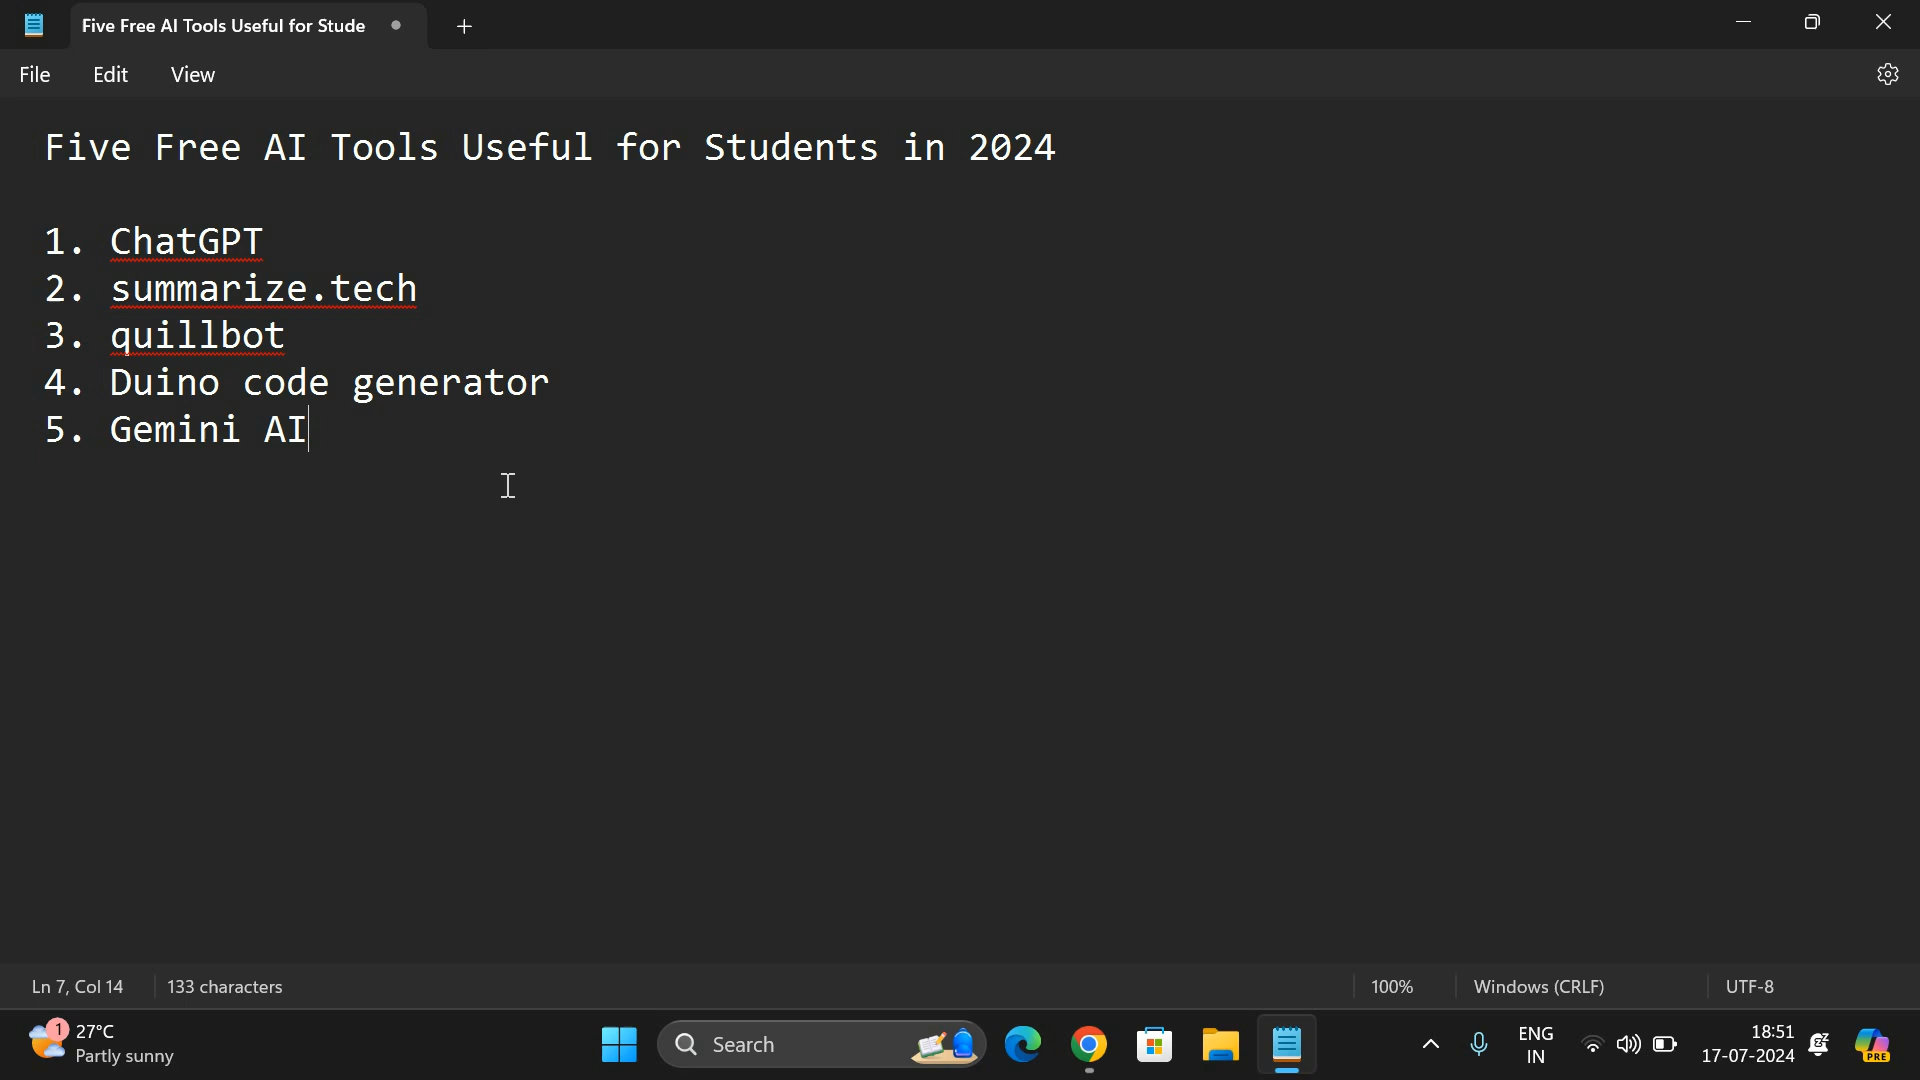 Five Free AI Tools Useful for Stude
File Edit View
Five Free AI Tools Useful for Students in 2024
1. ChatGPT
2. summarize.tech
3. quillbot
4. Duino code generator
5. Gemini AI
Ln 7, Col 14 133 characters 100% Windows (CRLF) UTF-8
1 27°C
Partly sunny
Search
ENG
IN
18:51
17-07-2024
PRE